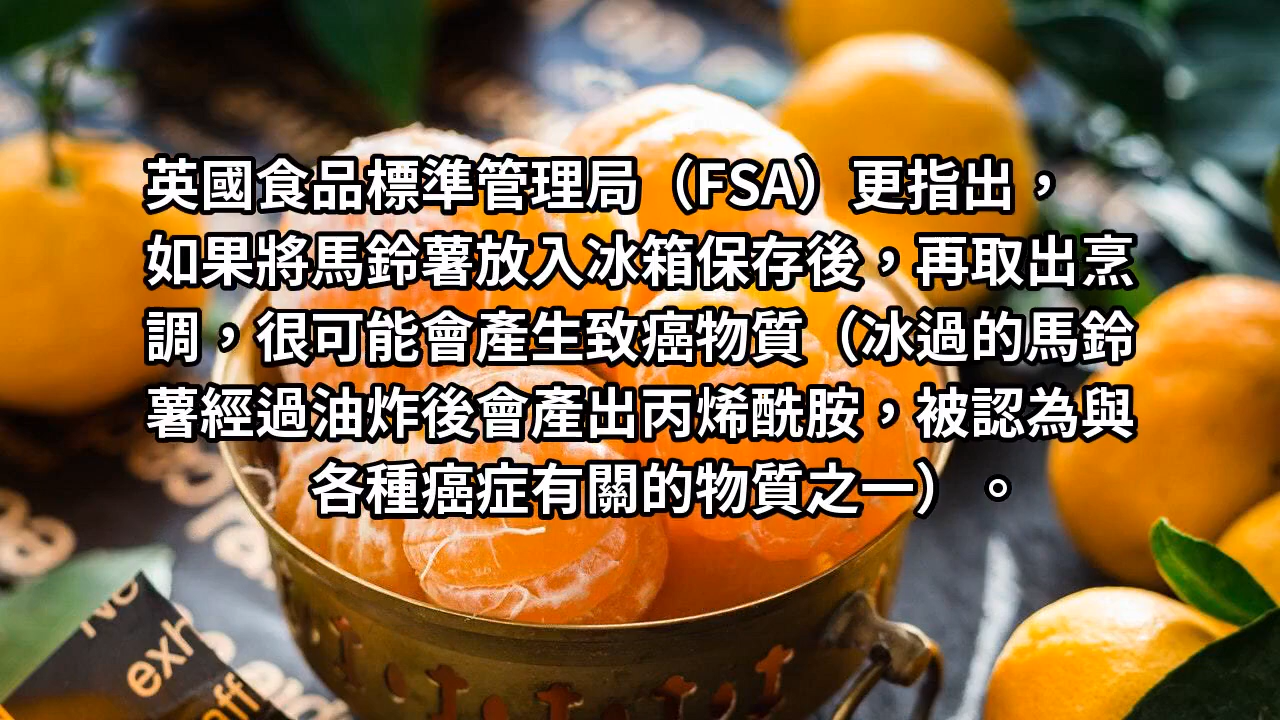 英國食品標準管理局（FSA）更指出，
如果將馬鈴薯放入冰箱保存後，再取出烹
調，很可能會產生致癌物質（冰過的馬鈴
薯經過油炸後會產出丙烯酰胺，被認為與
各種癌症有關的物質之一）。
exh